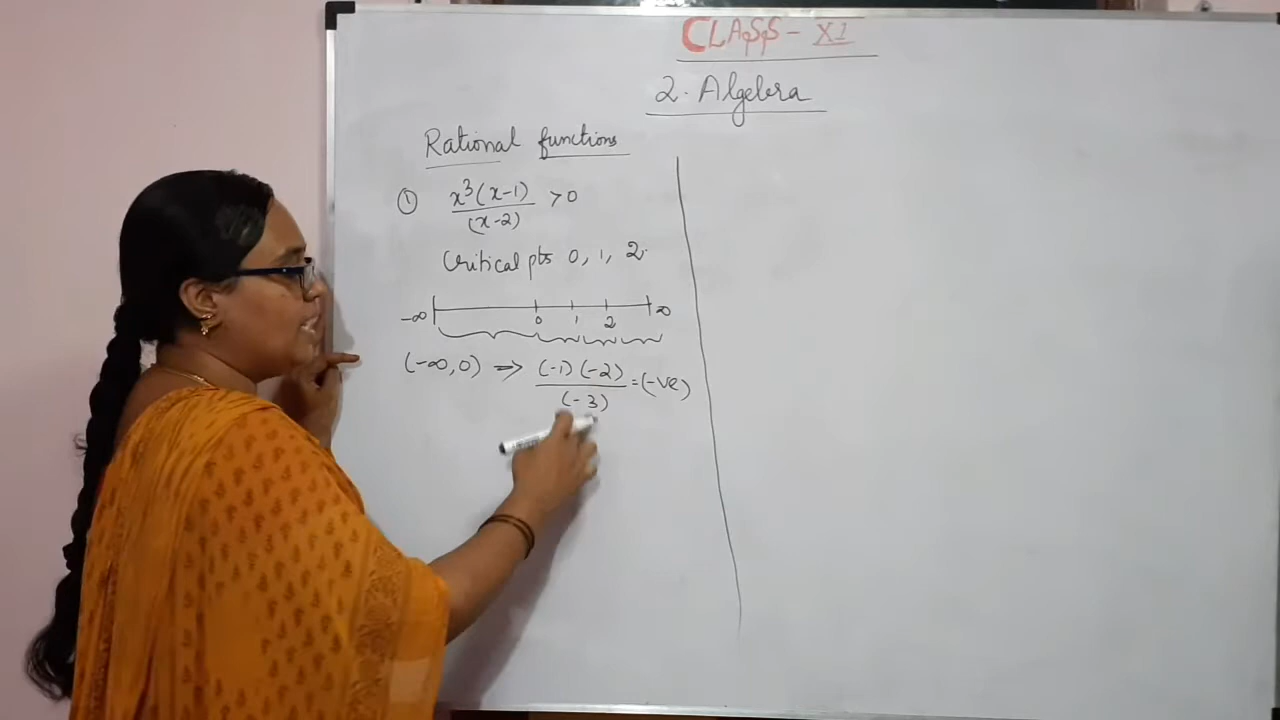 CLASS - XI
2. Algebra
Rational functions
① x³(x-1)/(x-2) > 0
Critical pts 0, 1, 2.
-∞ 0 1 2 ∞
(-∞,0) ⇒ (-1)(-2)/(-3) = (-ve)